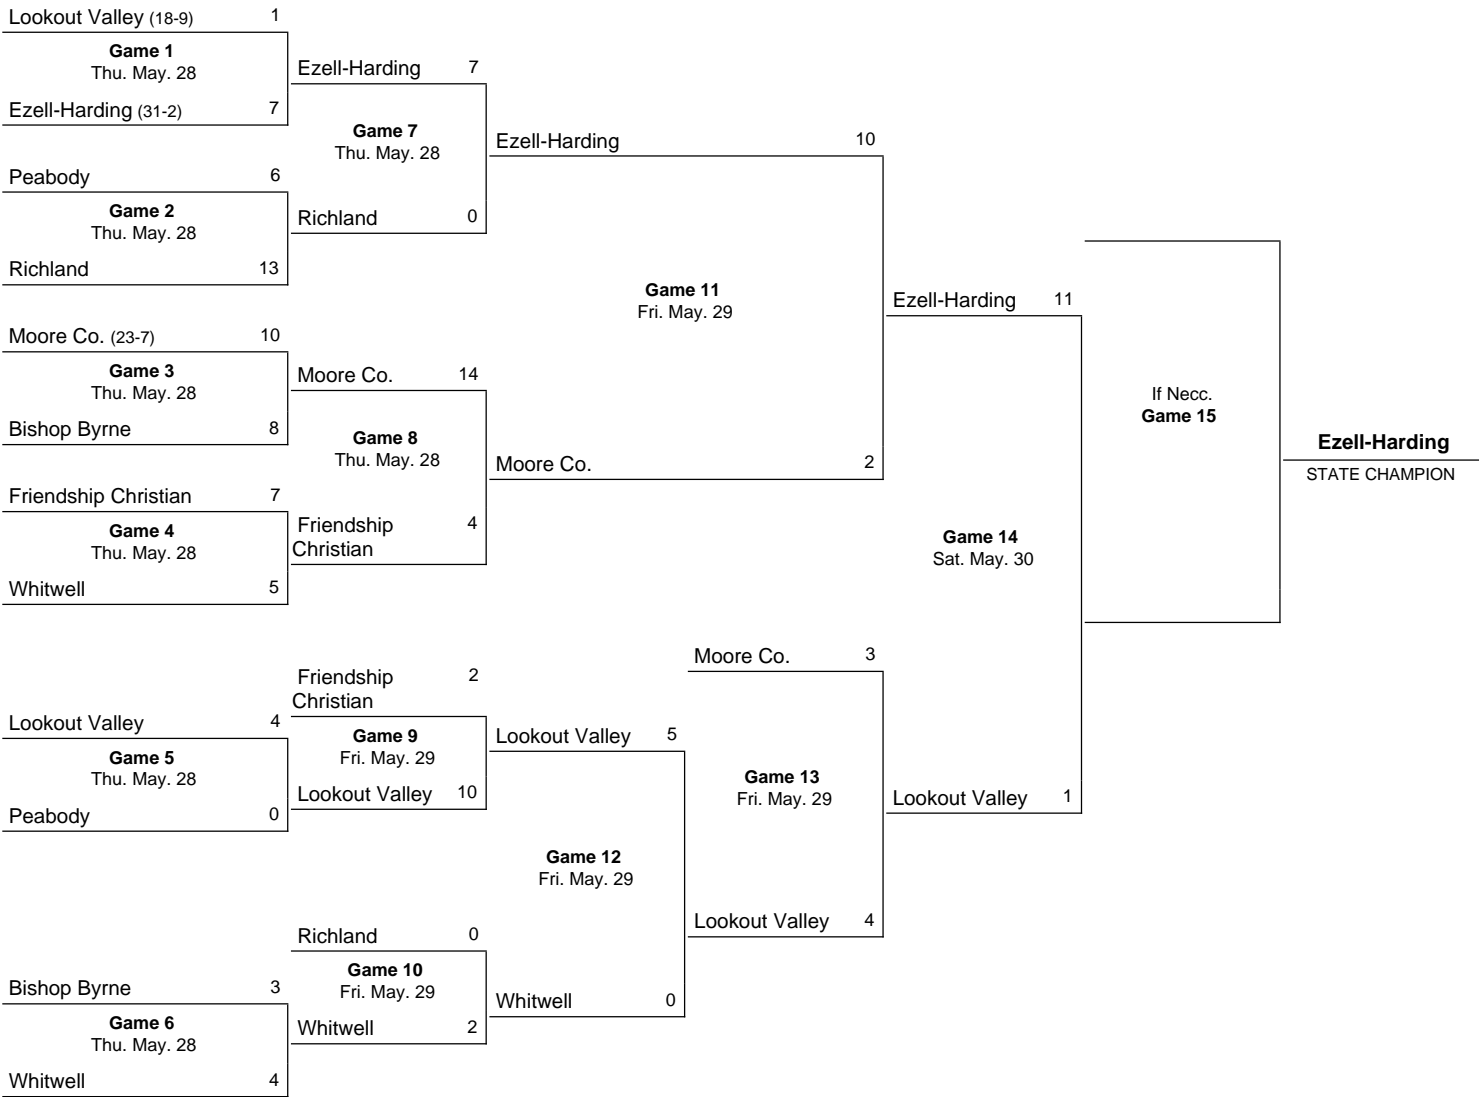 Lookout Valley (18-9) 1
Game 1
Thu. May. 28
Ezell-Harding (31-2) 7
Peabody 6
Game 2
Thu. May. 28
Richland 13
Moore Co. (23-7) 10
Game 3
Thu. May. 28
Bishop Byrne 8
Friendship Christian 7
Game 4
Thu. May. 28
Whitwell 5
Lookout Valley 4
Game 5
Thu. May. 28
Peabody 0
Bishop Byrne 3
Game 6
Thu. May. 28
Whitwell 4
Ezell-Harding 7
Game 7
Thu. May. 28
Richland 0
Moore Co. 14
Game 8
Thu. May. 28
Friendship 4
Christian
Friendship 2
Christian
Game 9
Fri. May. 29
Lookout Valley 10
Richland 0
Game 10
Fri. May. 29
Whitwell 2
Ezell-Harding 10
Game 11
Fri. May. 29
Moore Co. 2
Lookout Valley 5
Game 12
Fri. May. 29
Whitwell 0
Moore Co. 3
Game 13
Fri. May. 29
Lookout Valley 4
Ezell-Harding 11
Game 14
Sat. May. 30
Lookout Valley 1
If Necc.
Game 15
Ezell-Harding
STATE CHAMPION